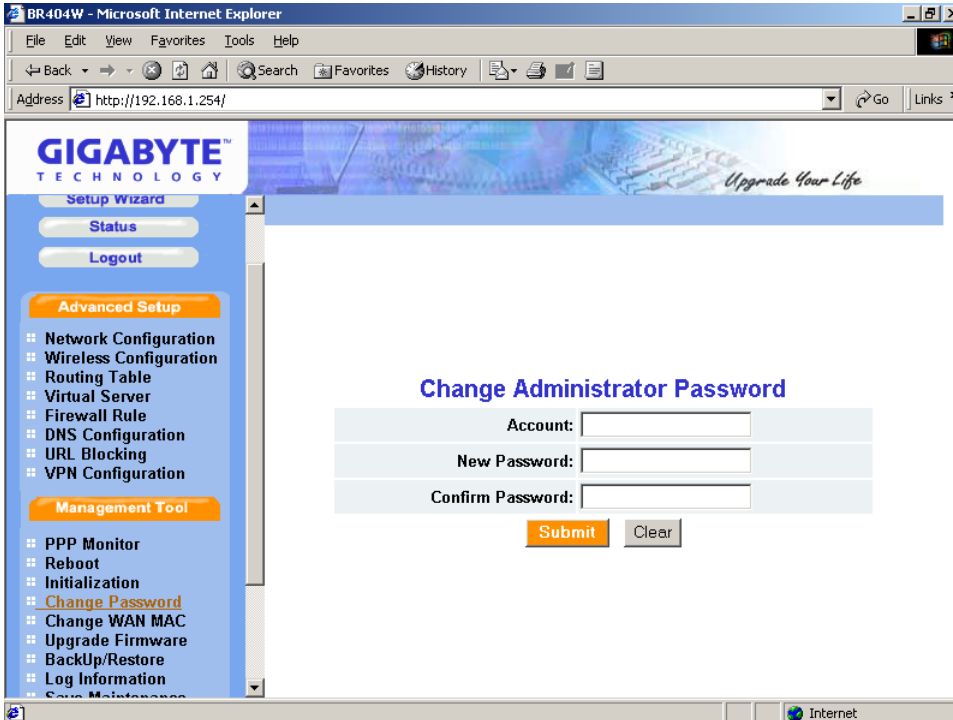 BR404W - Microsoft Internet Explorer
File Edit View Favorites Tools Help
Back Search Favorites History
Address http://192.168.1.254/ Go Links
GIGABYTE™
TECHNOLOGY
Upgrade Your Life
Setup Wizard
Status
Logout
Advanced Setup
Network Configuration
Wireless Configuration
Routing Table
Virtual Server
Firewall Rule
DNS Configuration
URL Blocking
VPN Configuration
Management Tool
PPP Monitor
Reboot
Initialization
Change Password
Change WAN MAC
Upgrade Firmware
BackUp/Restore
Log Information
Save Maintenance
Change Administrator Password
Account:
New Password:
Confirm Password:
Submit Clear
Internet